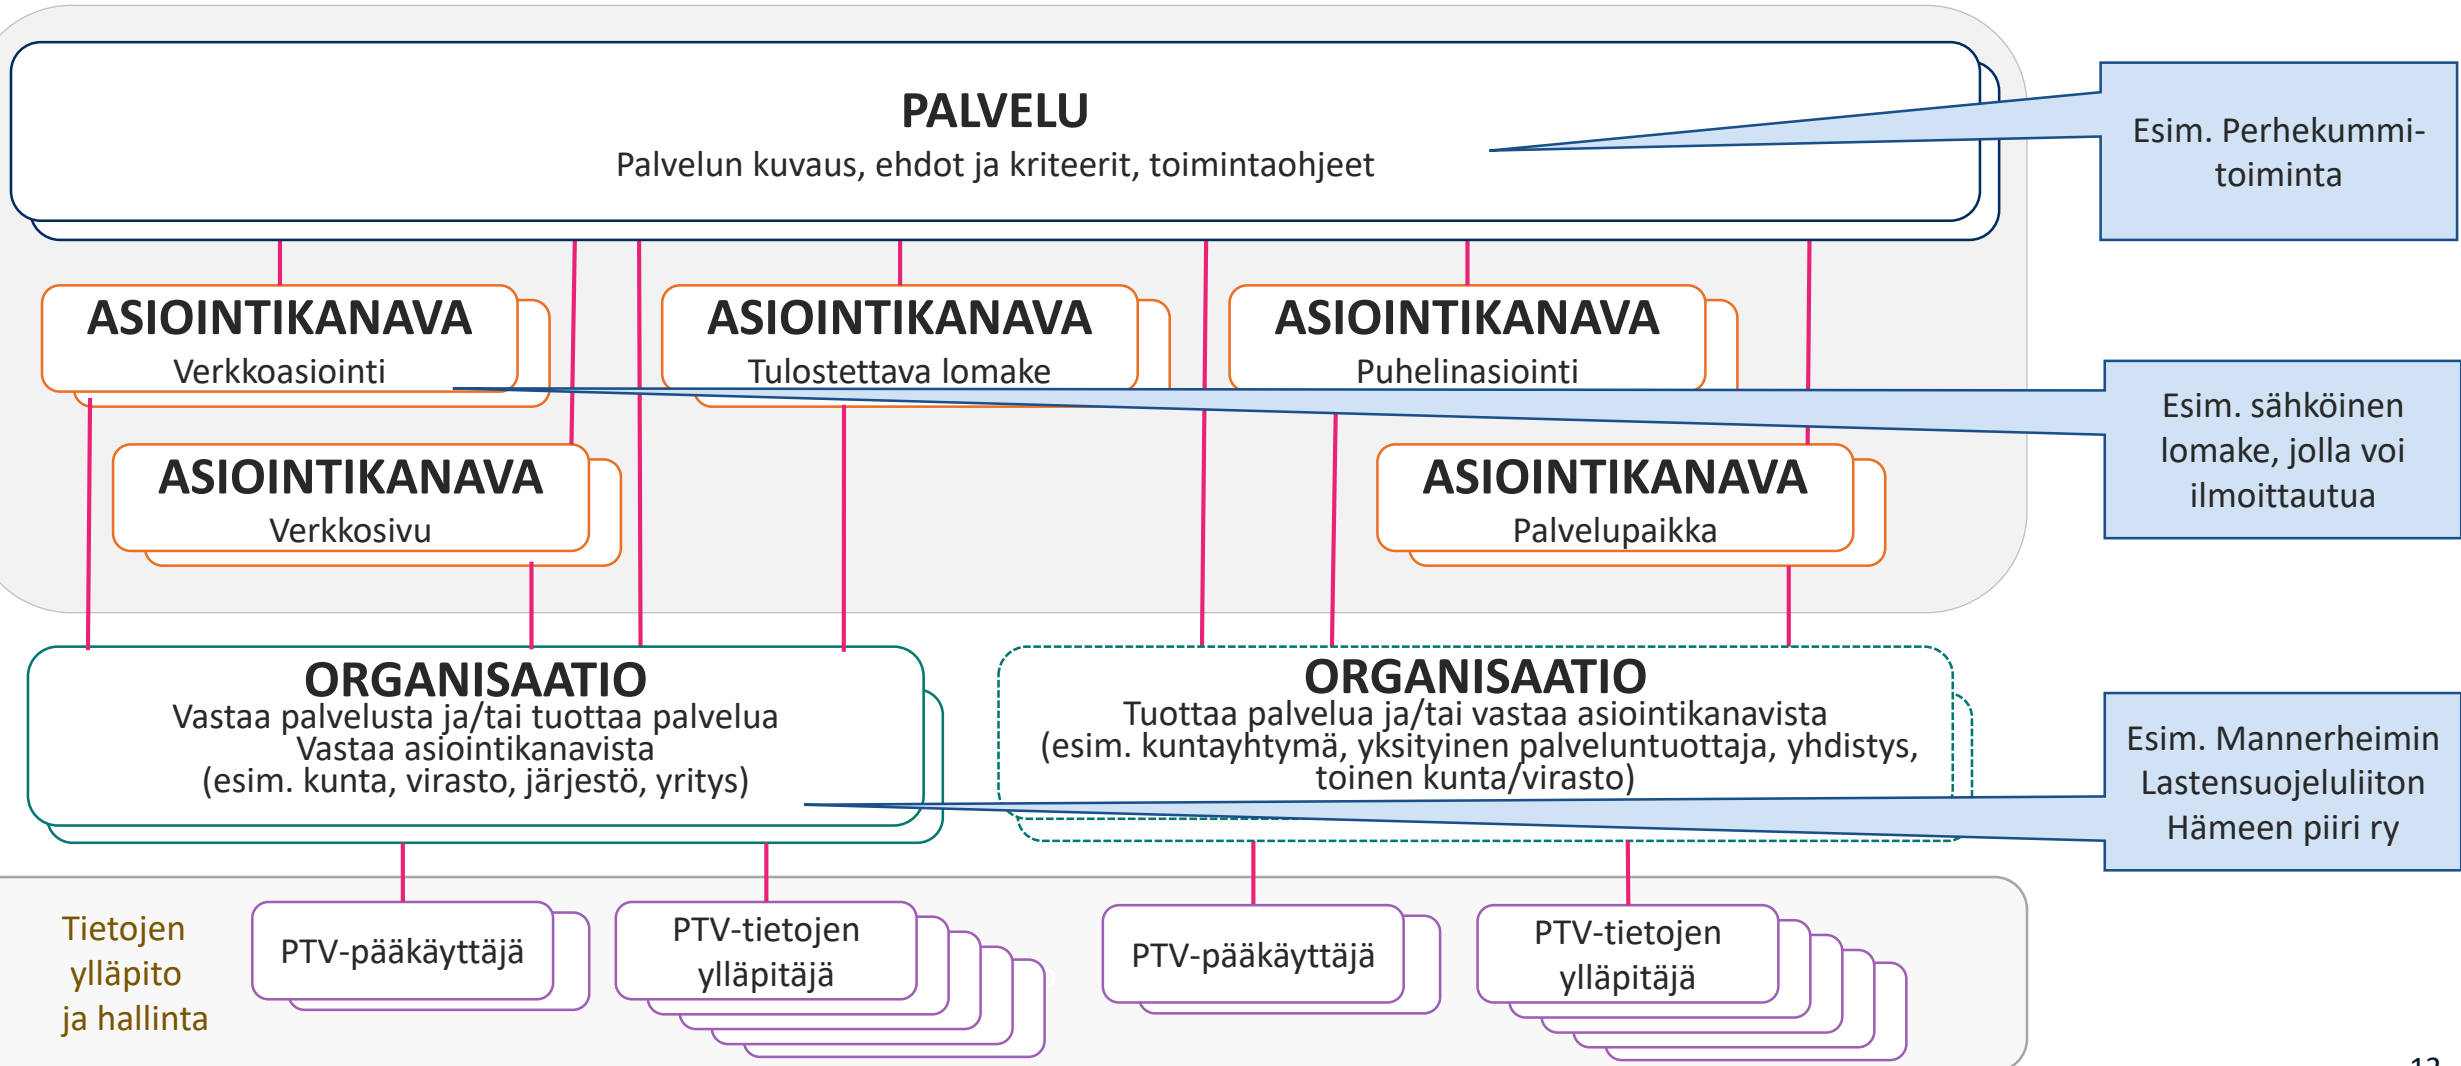 PALVELU
Palvelun kuvaus, ehdot ja kriteerit, toimintaohjeet
Esim. Perhekummi-
toiminta
ASIOINTIKANAVA
Verkkoasiointi
ASIOINTIKANAVA
Tulostettava lomake
ASIOINTIKANAVA
Puhelinasiointi
Esim. sähköinen
lomake, jolla voi
ilmoittautua
ASIOINTIKANAVA
Verkkosivu
ASIOINTIKANAVA
Palvelupaikka
ORGANISAATIO
Vastaa palvelusta ja/tai tuottaa palvelua
Vastaa asiointikanavista
(esim. kunta, virasto, järjestö, yritys)
ORGANISAATIO
Tuottaa palvelua ja/tai vastaa asiointikanavista
(esim. kuntayhtymä, yksityinen palveluntuottaja, yhdistys,
toinen kunta/virasto)
Esim. Mannerheimin
Lastensuojeluliiton
Hämeen piiri ry
Tietojen
ylläpito
ja hallinta
PTV-pääkäyttäjä
PTV-tietojen
ylläpitäjä
PTV-pääkäyttäjä
PTV-tietojen
ylläpitäjä